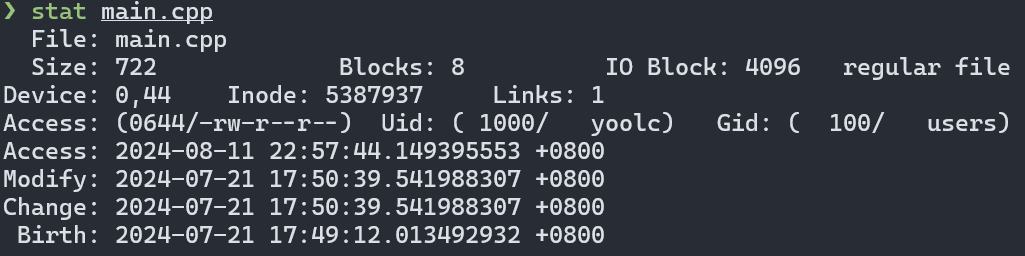 ❯ stat main.cpp
  File: main.cpp
  Size: 722             Blocks: 8          IO Block: 4096   regular file
Device: 0,44    Inode: 5387937     Links: 1
Access: (0644/-rw-r--r--)  Uid: ( 1000/   yoolc)   Gid: (  100/   users)
Access: 2024-08-11 22:57:44.149395553 +0800
Modify: 2024-07-21 17:50:39.541988307 +0800
Change: 2024-07-21 17:50:39.541988307 +0800
 Birth: 2024-07-21 17:49:12.013492932 +0800